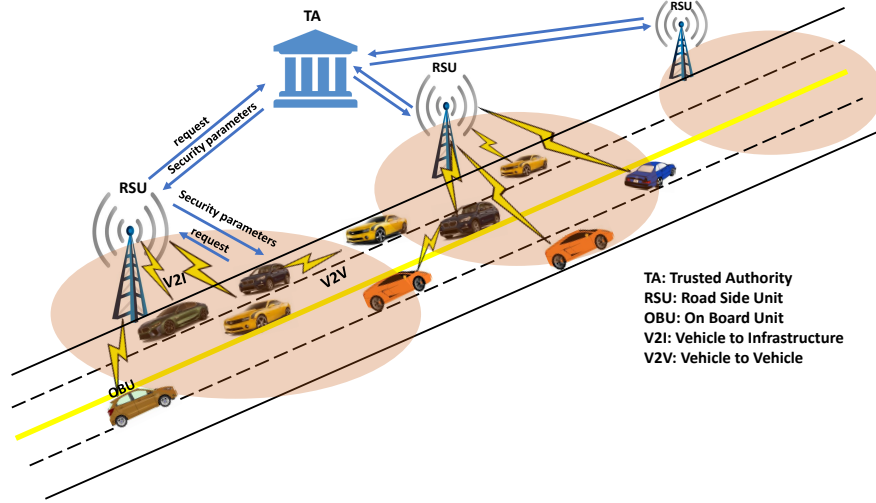 RSU
TA
RSU
request
Security parameters
RSU
Security parameters
request
V2I
V2V
OBU
TA: Trusted Authority
RSU: Road Side Unit
OBU: On Board Unit
V2I: Vehicle to Infrastructure
V2V: Vehicle to Vehicle